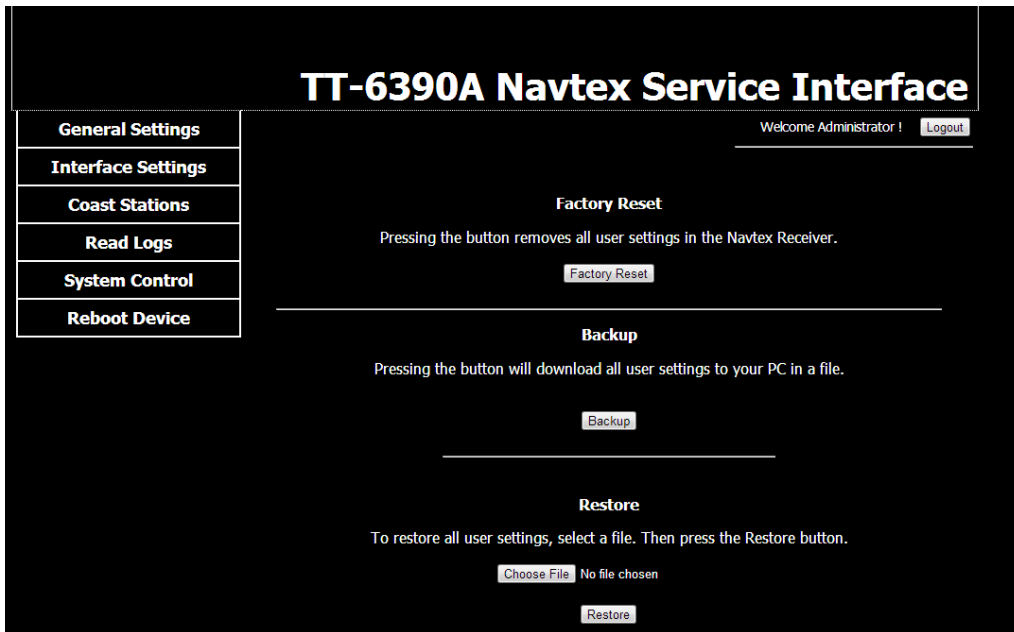 TT-6390A Navtex Service Interface
General Settings
Interface Settings
Coast Stations
Read Logs
System Control
Reboot Device
Welcome Administrator ! Logout
Factory Reset
Pressing the button removes all user settings in the Navtex Receiver.
Factory Reset
Backup
Pressing the button will download all user settings to your PC in a file.
Backup
Restore
To restore all user settings, select a file. Then press the Restore button.
Choose File No file chosen
Restore